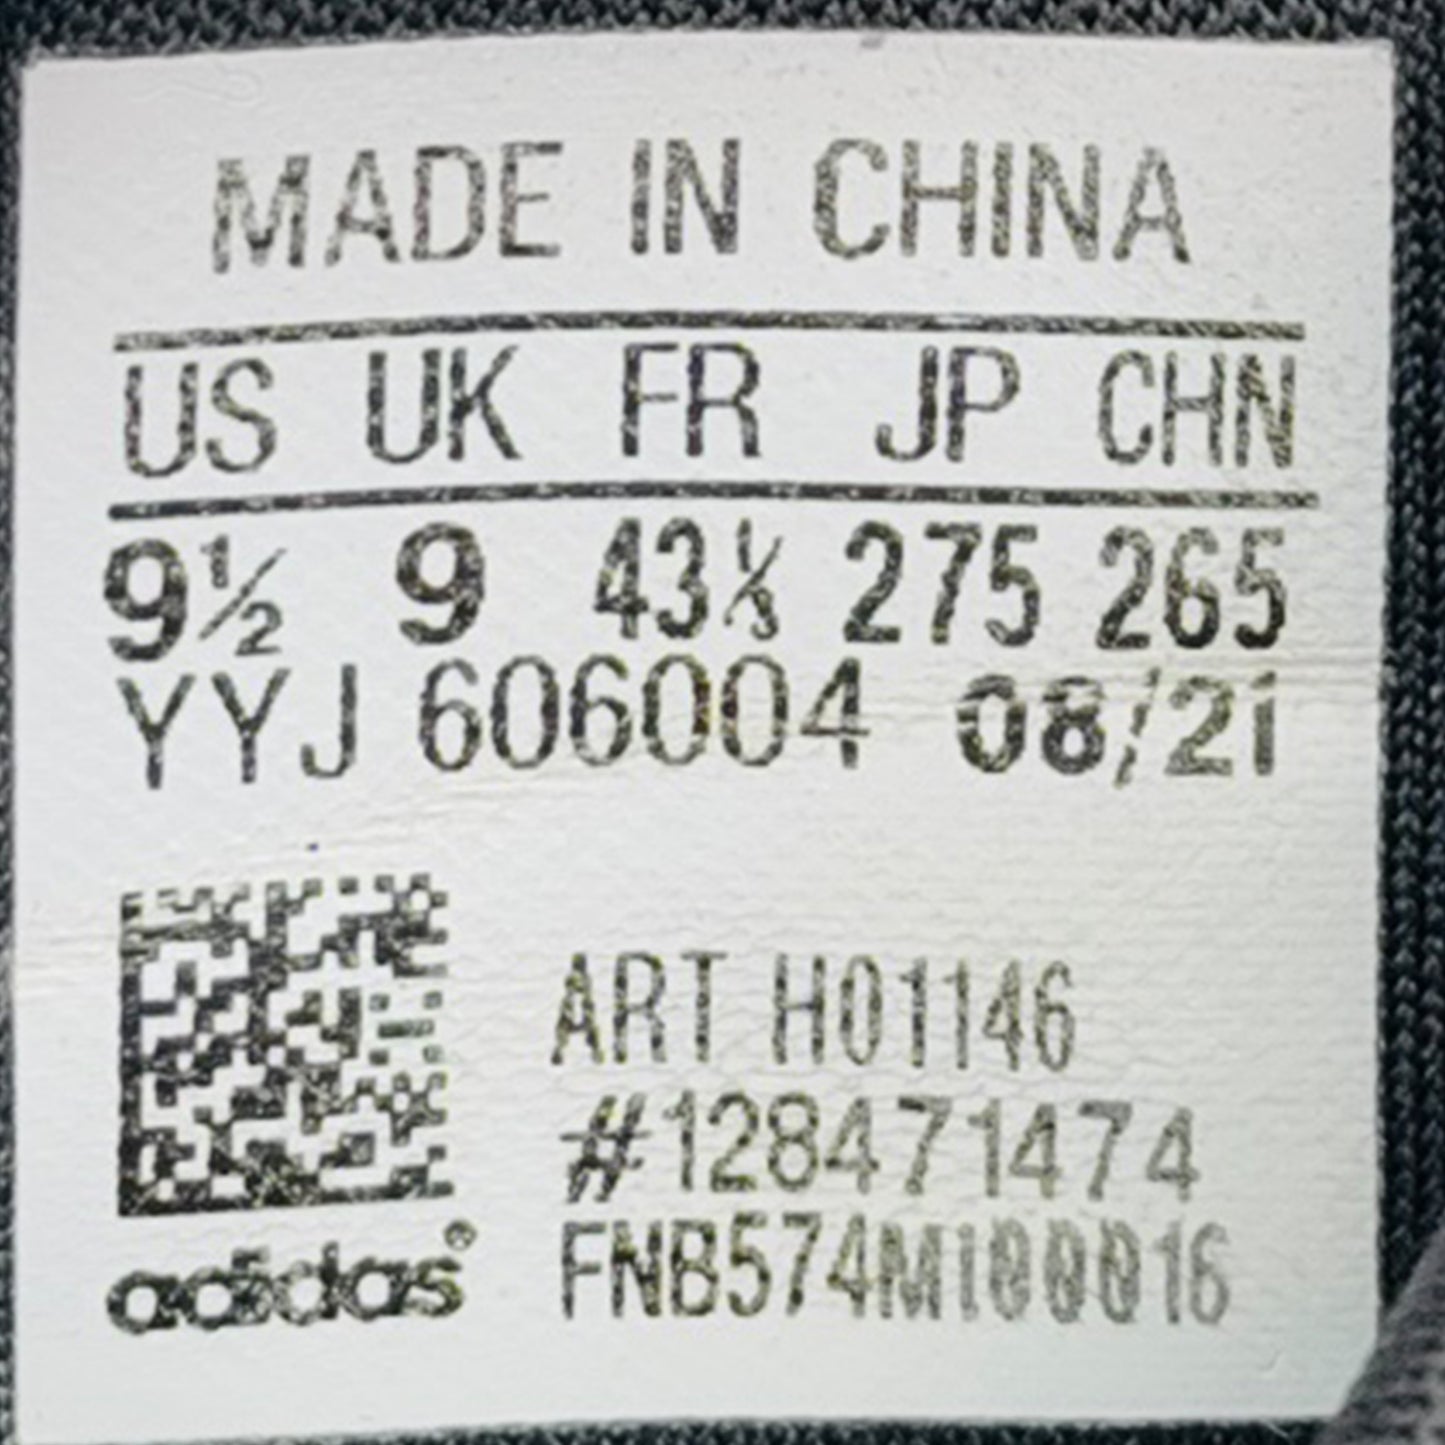 MADE IN CHINA
US UK FR JP CHN
9½ 9 43⅓ 275 265
YYJ 606004 08/21
ART H01146
#128471474
FNB574M100016
adidas®